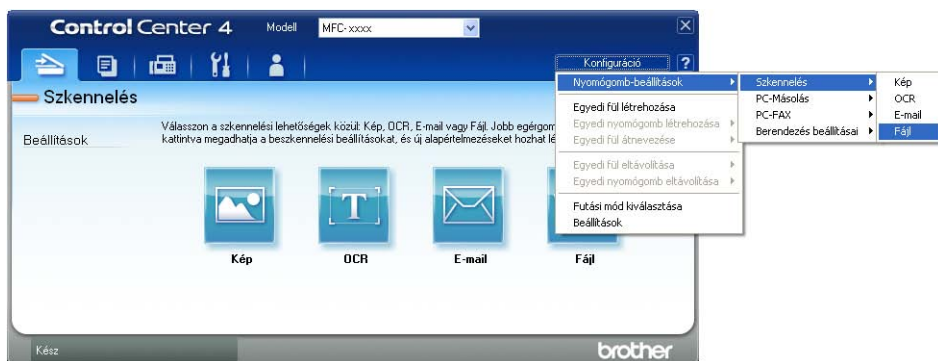 Control Center 4
Modell
MFC-xxxx
Konfiguráció
?
Szkennelés
Beállítások
Válasszon a szkennelési lehetőségek közül: Kép, OCR, E-mail vagy Fájl. Jobb egérgom
kattintva megadhatja a beszkennelési beállításokat, és új alapértelmezéseket hozhat lé
Kép
OCR
E-mail
Fájl
Nyomógomb-beállítások
Egyedi fül létrehozása
Egyedi nyomógomb létrehozása
Egyedi fül átnevezése
Egyedi fül eltávolítása
Egyedi nyomógomb eltávolítása
Futási mód kiválasztása
Beállítások
Szkennelés
PC-Másolás
PC-FAX
Berendezés beállításai
Kép
OCR
E-mail
Fájl
Kész
brother